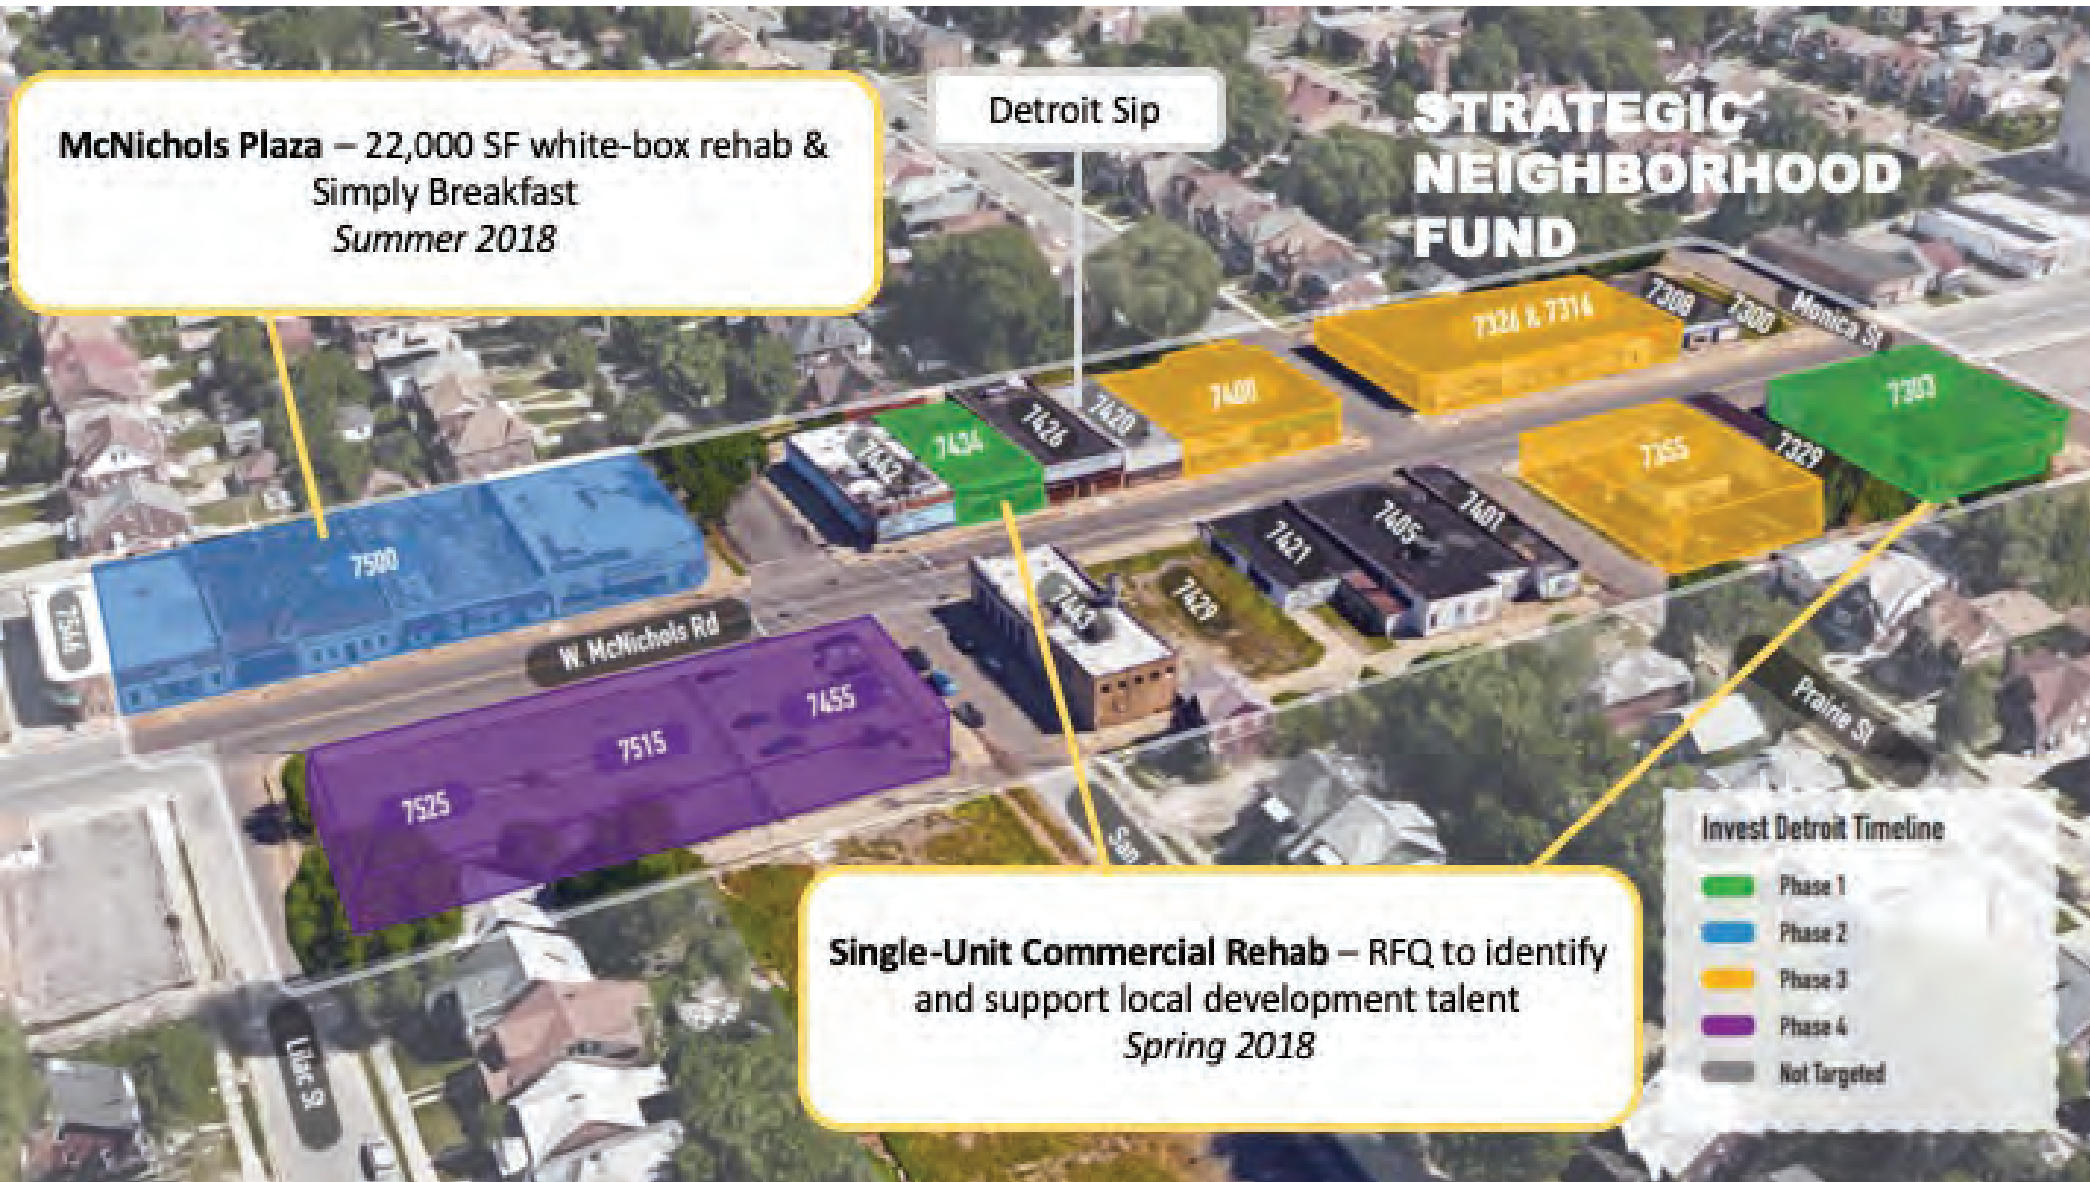 McNichols Plaza – 22,000 SF white-box rehab &
Simply Breakfast
Summer 2018
Detroit Sip
STRATEGIC
NEIGHBORHOOD
FUND
7326 & 7316
7308
7300
Monica St
7303
7400
7420
7426
7434
7442
7355
7329
7401
7405
7421
7429
7443
7500
7544
W. McNichols Rd
7455
7515
7525
Prairie St
San
Lilac St
Single-Unit Commercial Rehab – RFQ to identify
and support local development talent
Spring 2018
Invest Detroit Timeline
Phase 1
Phase 2
Phase 3
Phase 4
Not Targeted